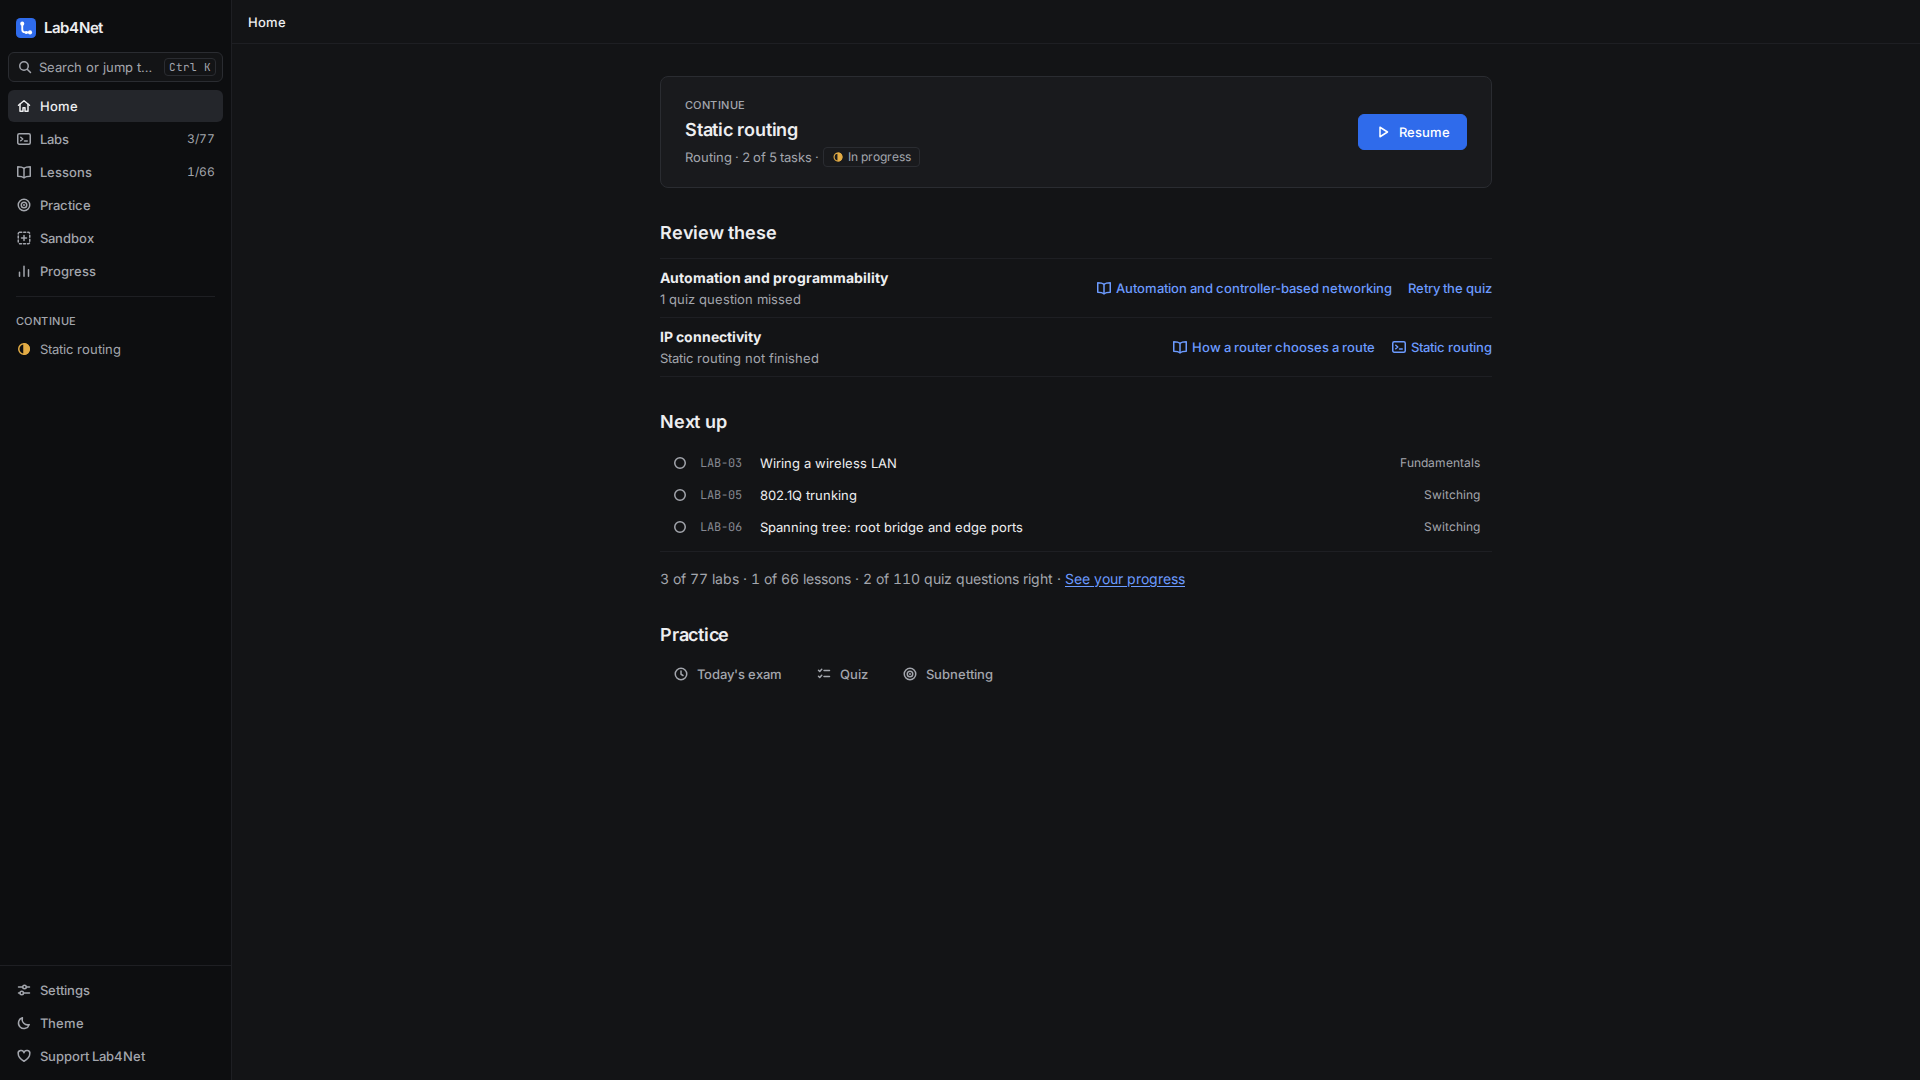 Lab4Net
Search or jump t... Ctrl K
Home
Labs 3/77
Lessons 1/66
Practice
Sandbox
Progress
CONTINUE
Static routing
Settings
Theme
Support Lab4Net
Home
CONTINUE
Static routing
Routing · 2 of 5 tasks · In progress
Resume
Review these
Automation and programmability
1 quiz question missed
Automation and controller-based networking Retry the quiz
IP connectivity
Static routing not finished
How a router chooses a route Static routing
Next up
LAB-03 Wiring a wireless LAN Fundamentals
LAB-05 802.1Q trunking Switching
LAB-06 Spanning tree: root bridge and edge ports Switching
3 of 77 labs · 1 of 66 lessons · 2 of 110 quiz questions right · See your progress
Practice
Today's exam Quiz Subnetting